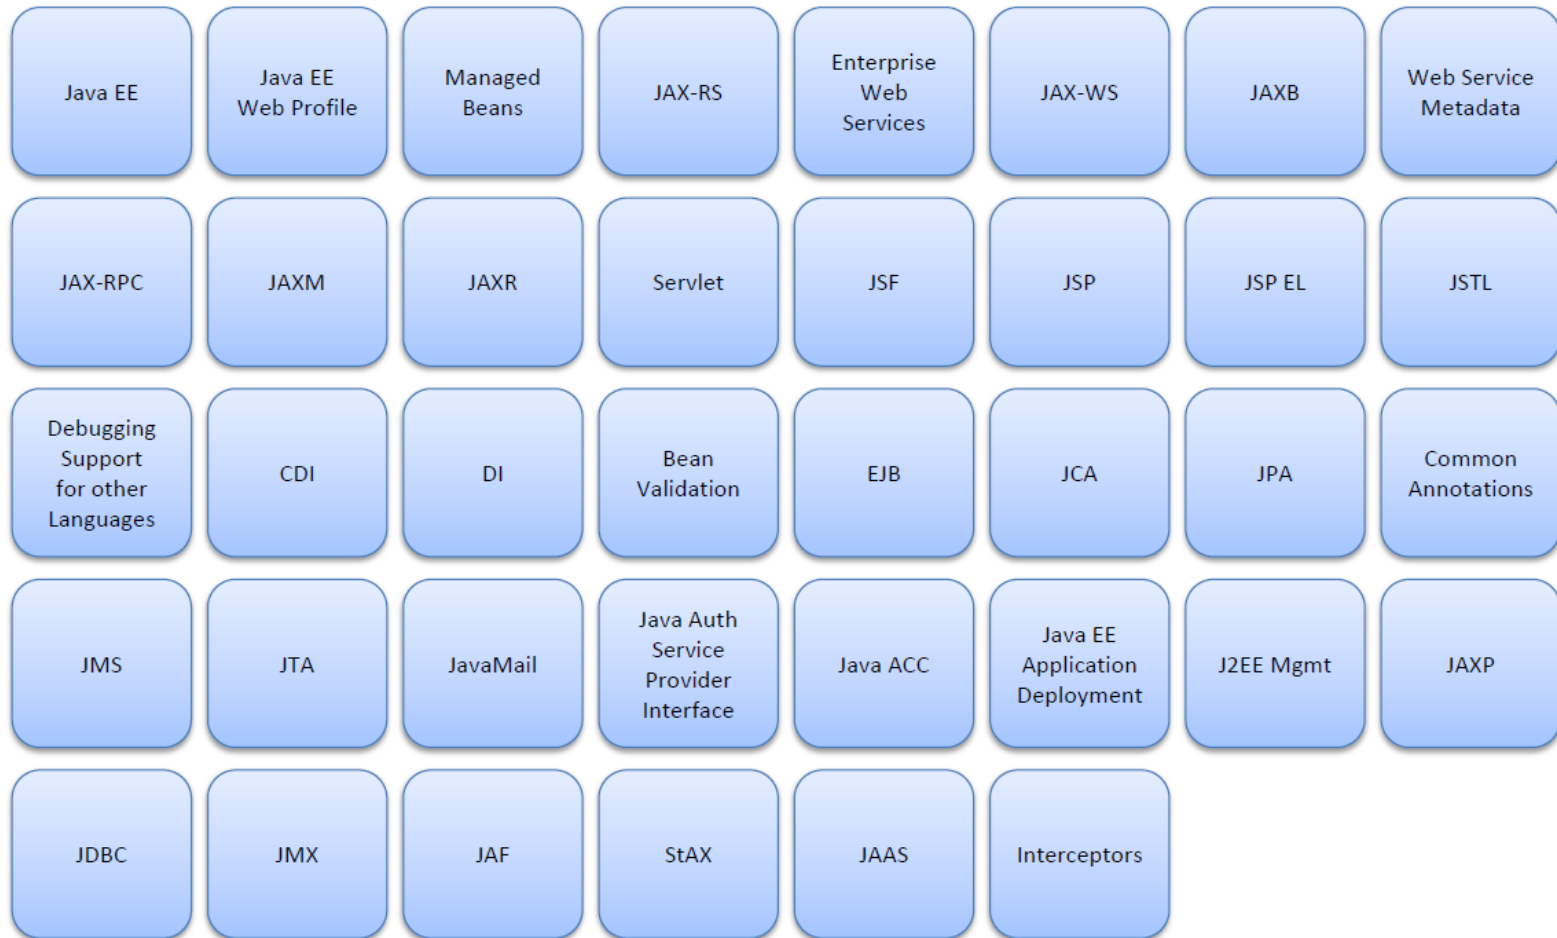 Java EE
Java EE
Web Profile
Managed
Beans
JAX-RS
Enterprise
Web
Services
JAX-WS
JAXB
Web Service
Metadata
JAX-RPC
JAXM
JAXR
Servlet
JSF
JSP
JSP EL
JSTL
Debugging
Support
for other
Languages
CDI
DI
Bean
Validation
EJB
JCA
JPA
Common
Annotations
JMS
JTA
JavaMail
Java Auth
Service
Provider
Interface
Java ACC
Java EE
Application
Deployment
J2EE Mgmt
JAXP
JDBC
JMX
JAF
StAX
JAAS
Interceptors